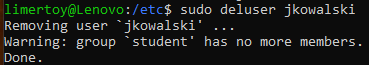 limertoy@Lenovo:/etc$ sudo deluser jkowalski
Removing user `jkowalski' ...
Warning: group `student' has no more members.
Done.